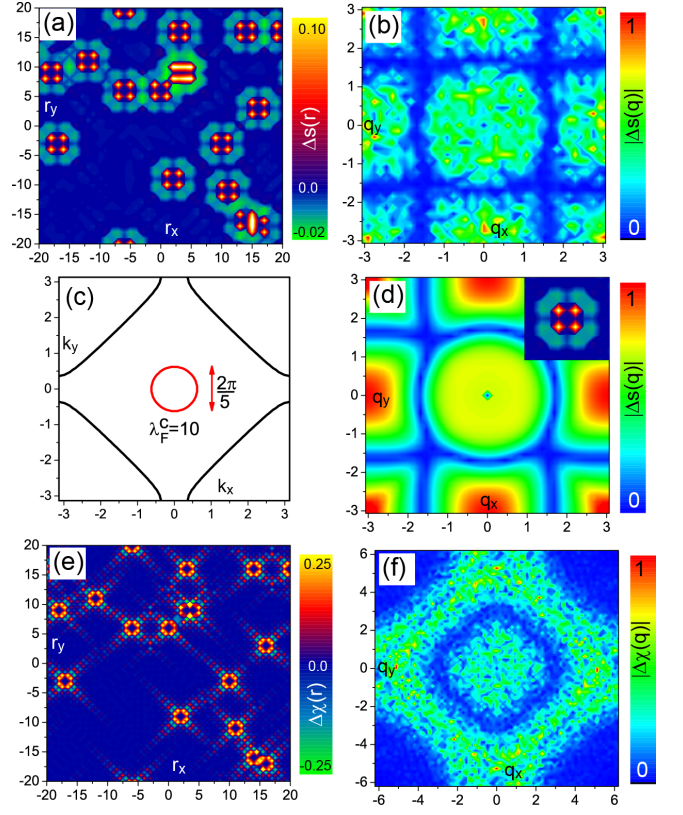 (a)
20
15
10
5
0
-5
-10
-15
-20
r_y
r_x
-20 -15 -10 -5 0 5 10 15 20
0.10
0.0
-0.02
Δs(r)
(b)
3
2
1
0
-1
-2
-3
q_y
q_x
-3 -2 -1 0 1 2 3
1
0
|Δs(q)|
(c)
3
2
1
0
-1
-2
-3
k_y
2π
5
λ_F^c=10
k_x
-3 -2 -1 0 1 2 3
(d)
3
2
1
0
-1
-2
-3
q_y
q_x
-3 -2 -1 0 1 2 3
1
0
|Δs(q)|
(e)
20
15
10
5
0
-5
-10
-15
-20
r_y
r_x
-20 -15 -10 -5 0 5 10 15 20
0.25
0.0
-0.25
Δχ(r)
(f)
6
4
2
0
-2
-4
-6
q_y
q_x
-6 -4 -2 0 2 4 6
1
0
|Δχ(q)|